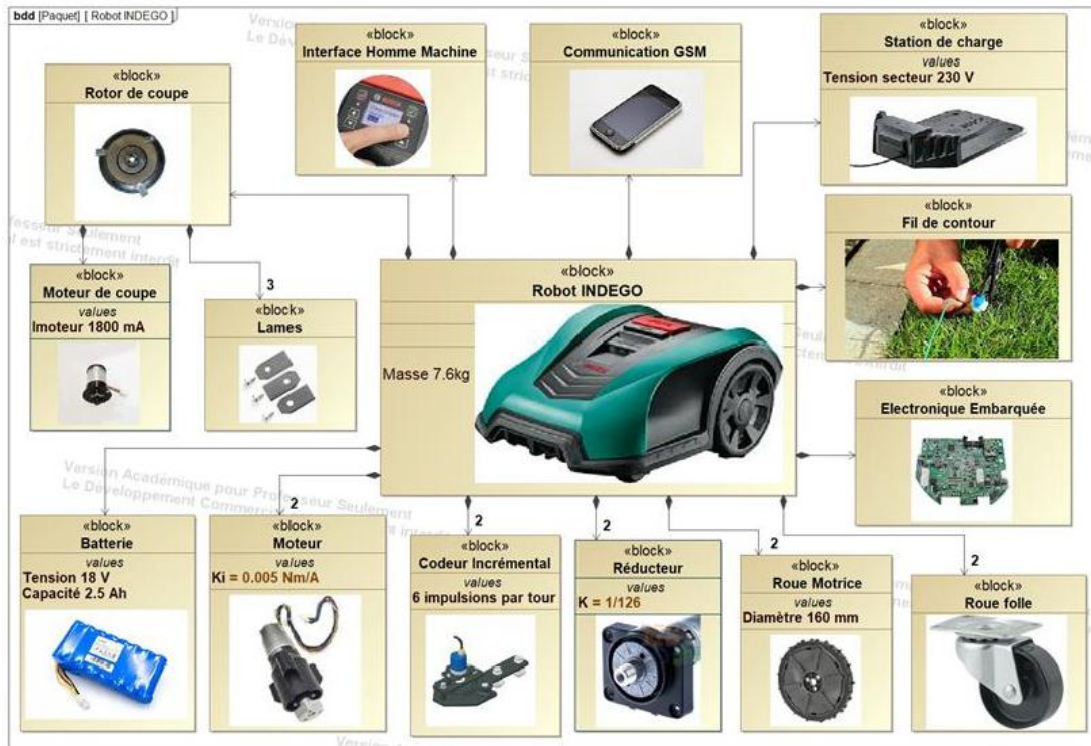 bdd [Paquet] [ Robot INDEGO ]
«block»
Rotor de coupe
«block»
Interface Homme Machine
«block»
Communication GSM
«block»
Station de charge
values
Tension secteur 230 V
«block»
Fil de contour
«block»
Moteur de coupe
values
Imoteur 1800 mA
3
«block»
Lames
«block»
Robot INDEGO
Masse 7.6kg
«block»
Electronique Embarquée
Version Académique pour Professeur Seulement
Le Développement Commercial est strictement interdit
«block»
Batterie
values
Tension 18 V
Capacité 2.5 Ah
2
«block»
Moteur
values
Ki = 0.005 Nm/A
2
«block»
Codeur Incrémental
values
6 impulsions par tour
2
«block»
Réducteur
values
K = 1/126
2
«block»
Roue Motrice
values
Diamètre 160 mm
2
«block»
Roue folle